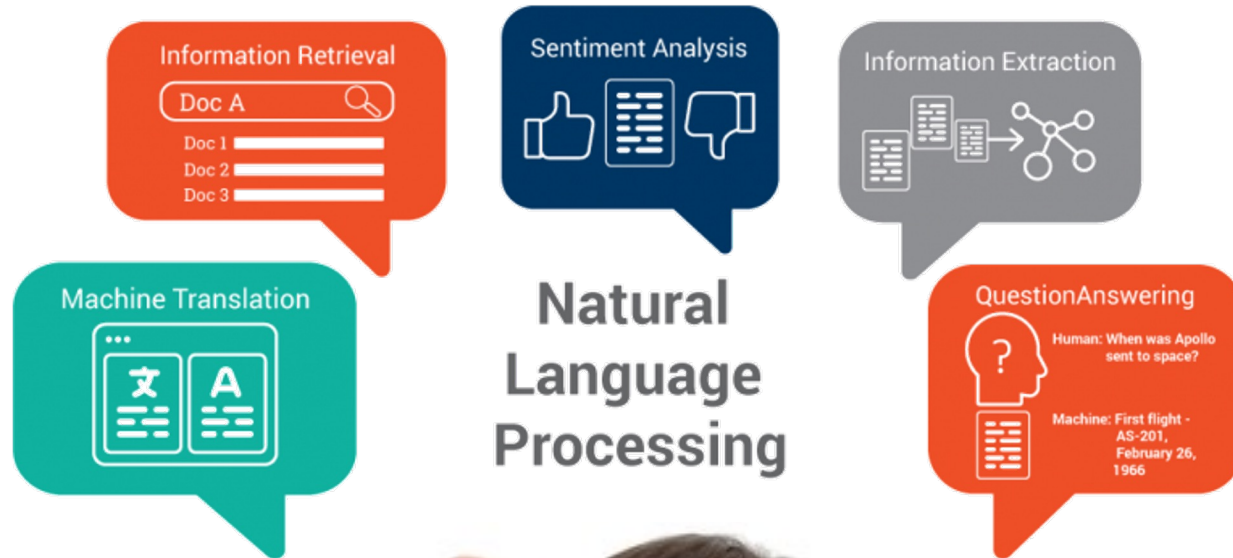 Information Retrieval
Doc A
Doc 1
Doc 2
Doc 3
Sentiment Analysis
Information Extraction
Machine Translation
文
A
Natural
Language
Processing
QuestionAnswering
?
Human: When was Apollo
sent to space?
Machine: First flight -
AS-201,
February 26,
1966